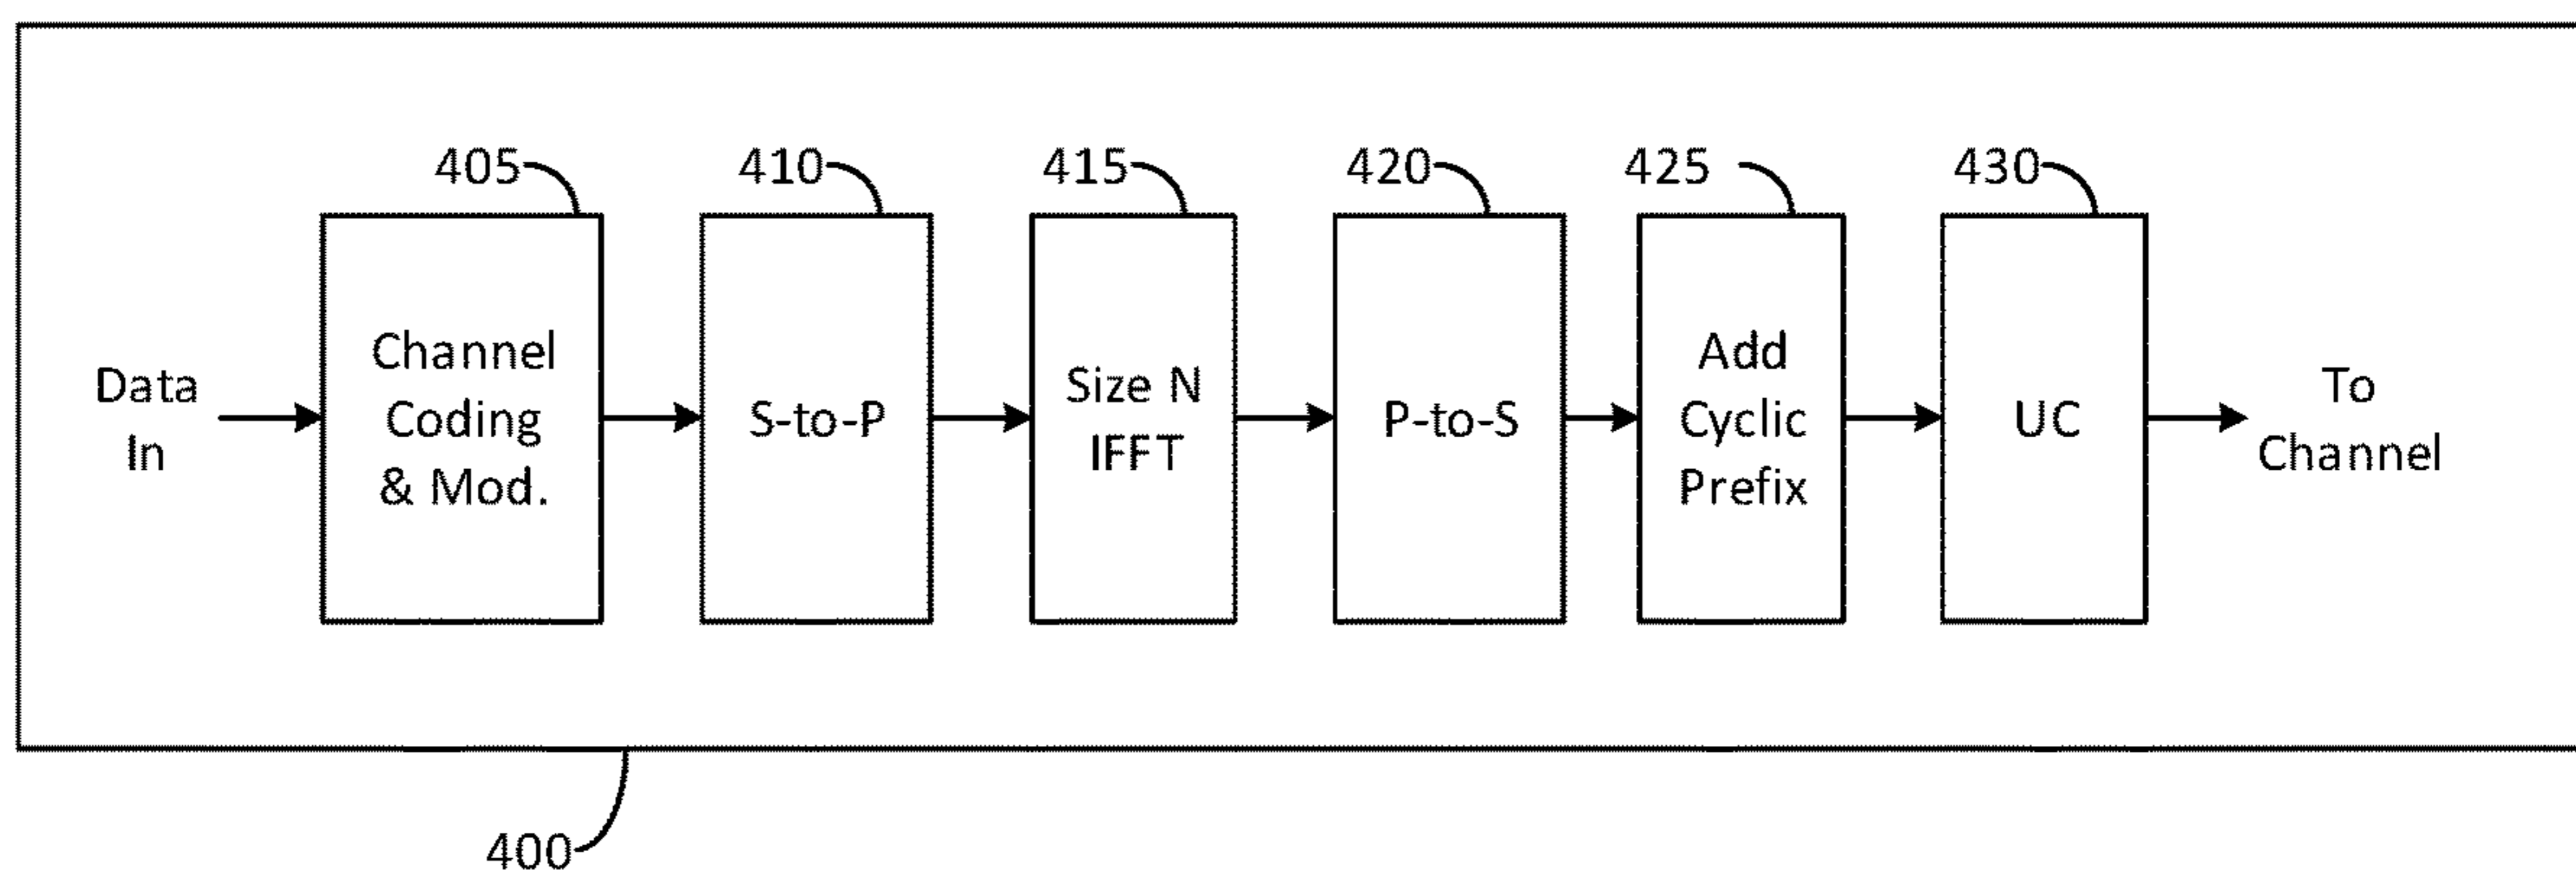 405
410
415
420
425
430
Data
In
Channel
Coding
& Mod.
S-to-P
Size N
IFFT
P-to-S
Add
Cyclic
Prefix
UC
To
Channel
400